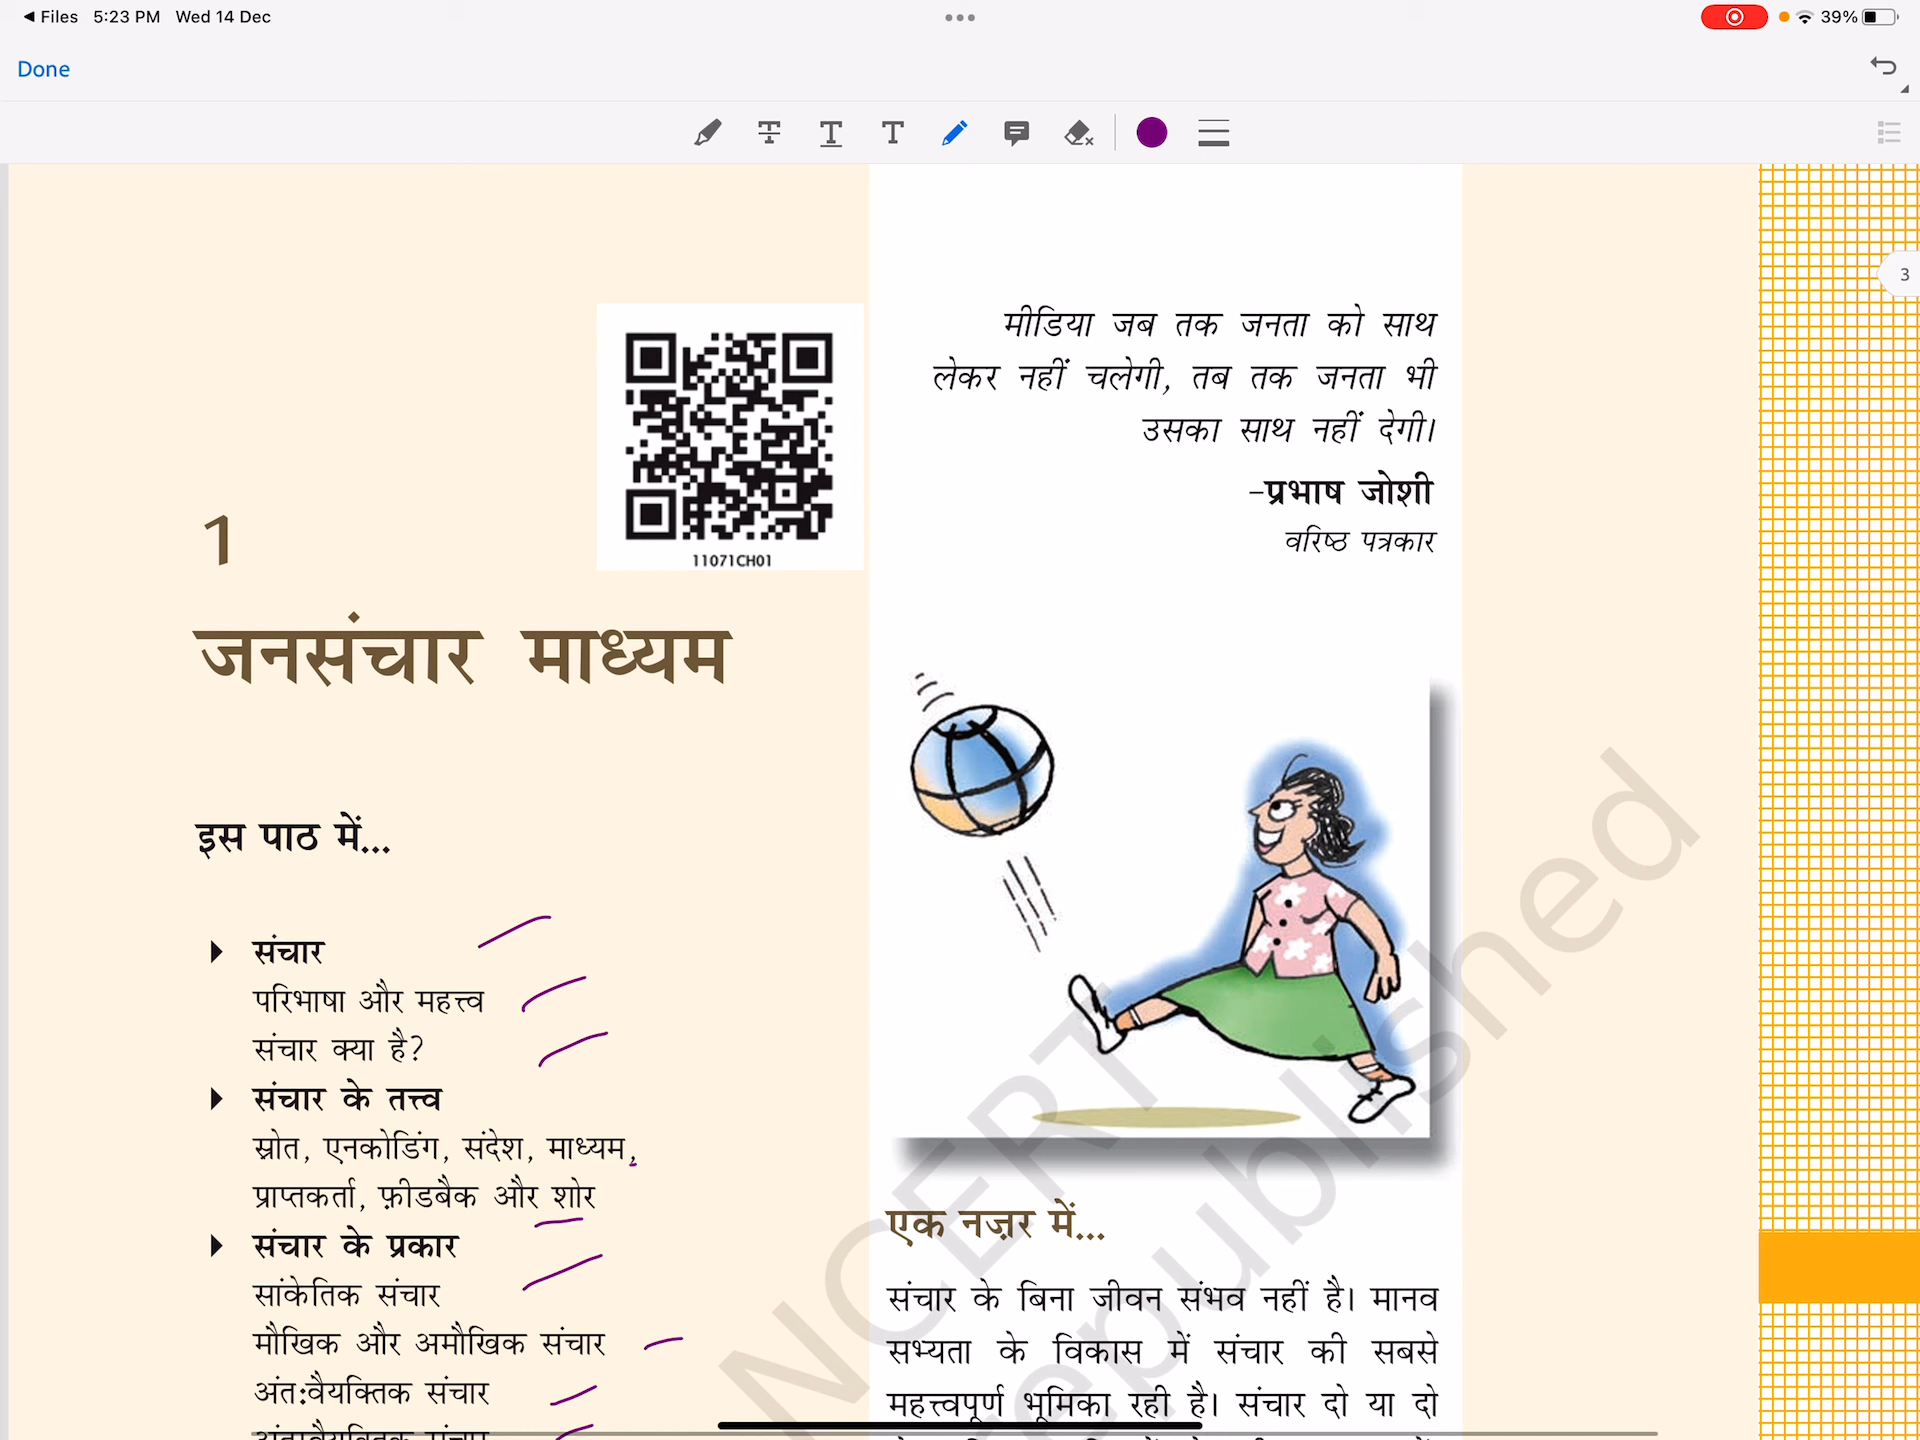 Files 5:23 PM Wed 14 Dec
39%
Done
3
मीडिया जब तक जनता को साथ
लेकर नहीं चलेगी, तब तक जनता भी
उसका साथ नहीं देगी।
–प्रभाष जोशी
वरिष्ठ पत्रकार
11071CH01
1
जनसंचार माध्यम
इस पाठ में...
संचार
परिभाषा और महत्त्व
संचार क्या है?
संचार के तत्त्व
स्रोत, एनकोडिंग, संदेश, माध्यम,
प्राप्तकर्ता, फ़ीडबैक और शोर
संचार के प्रकार
सांकेतिक संचार
मौखिक और अमौखिक संचार
अंत:वैयक्तिक संचार
एक नज़र में...
संचार के बिना जीवन संभव नहीं है। मानव
सभ्यता के विकास में संचार की सबसे
महत्त्वपूर्ण भूमिका रही है। संचार दो या दो
NCERT
republished